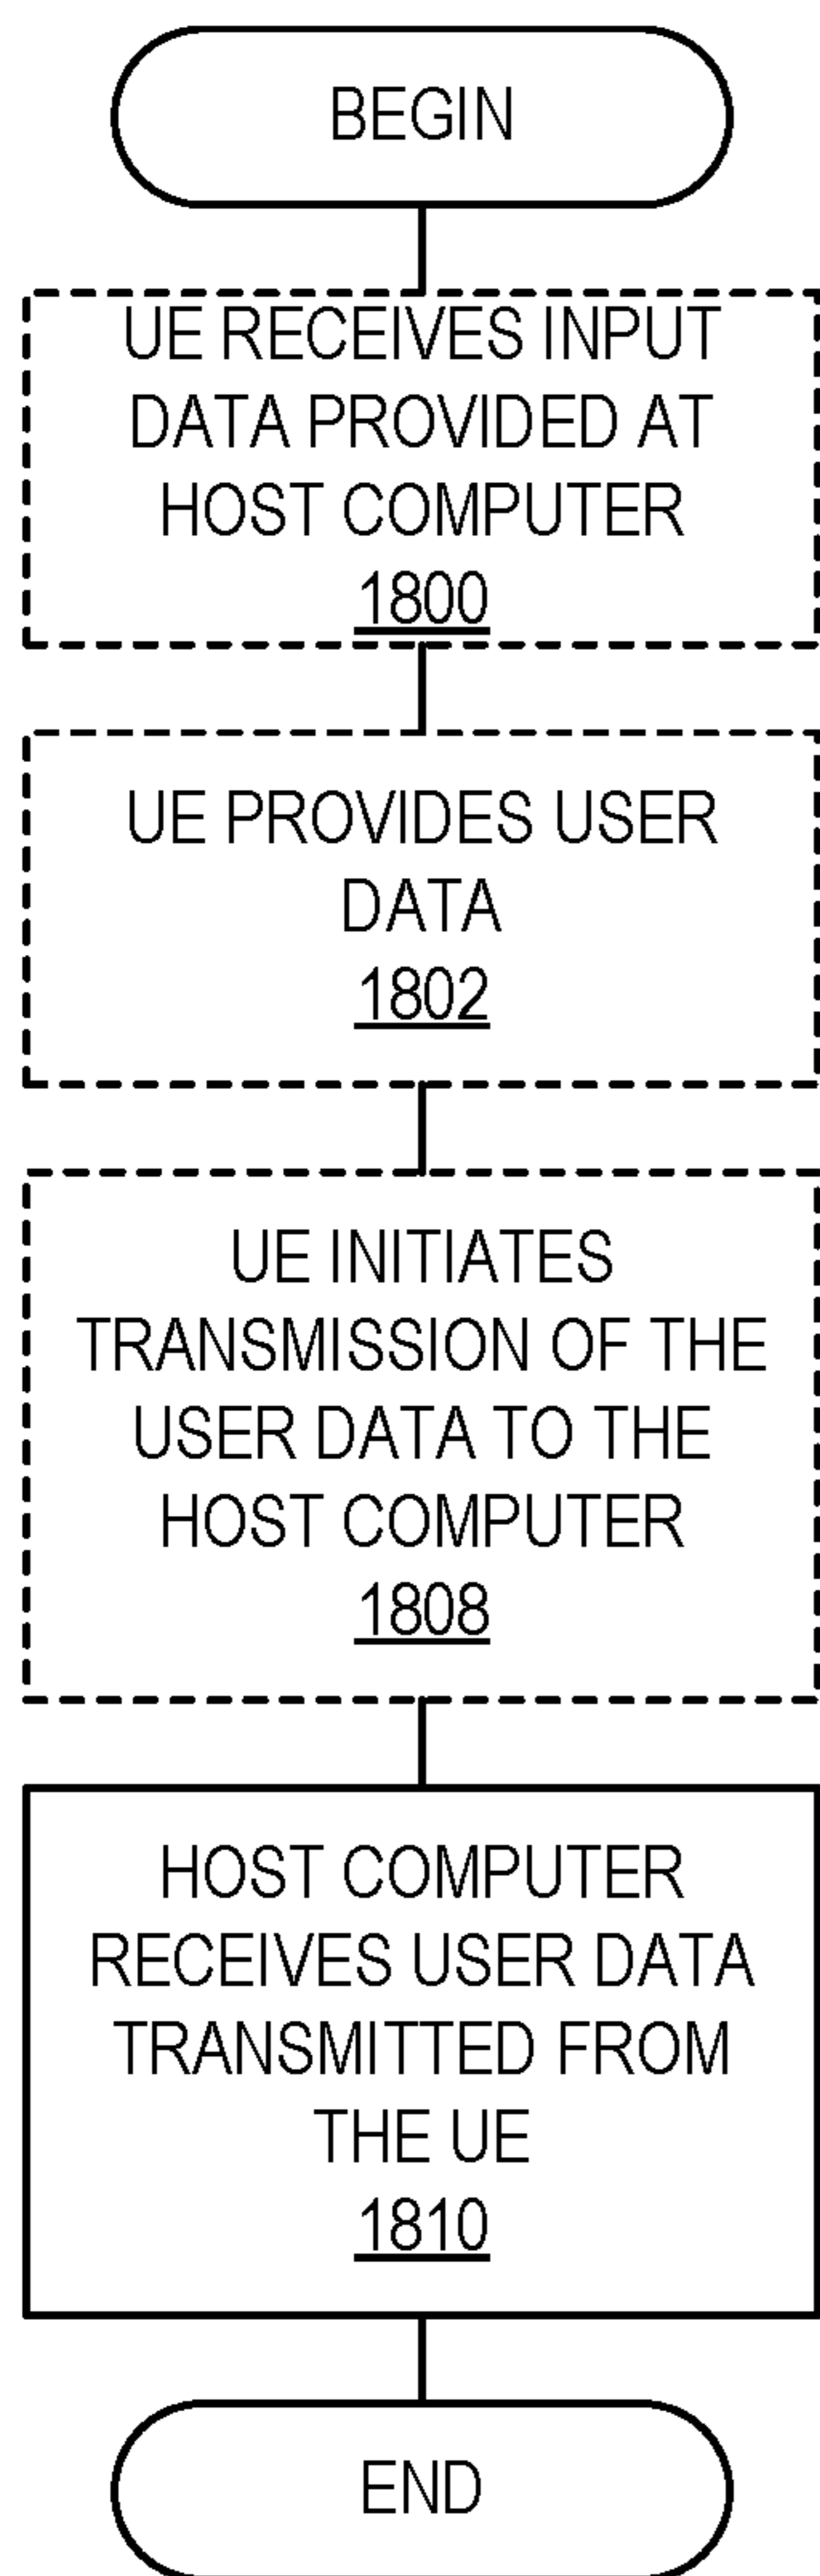 BEGIN
UE RECEIVES INPUT
DATA PROVIDED AT
HOST COMPUTER
1800
UE PROVIDES USER
DATA
1802
UE INITIATES
TRANSMISSION OF THE
USER DATA TO THE
HOST COMPUTER
1808
HOST COMPUTER
RECEIVES USER DATA
TRANSMITTED FROM
THE UE
1810
END